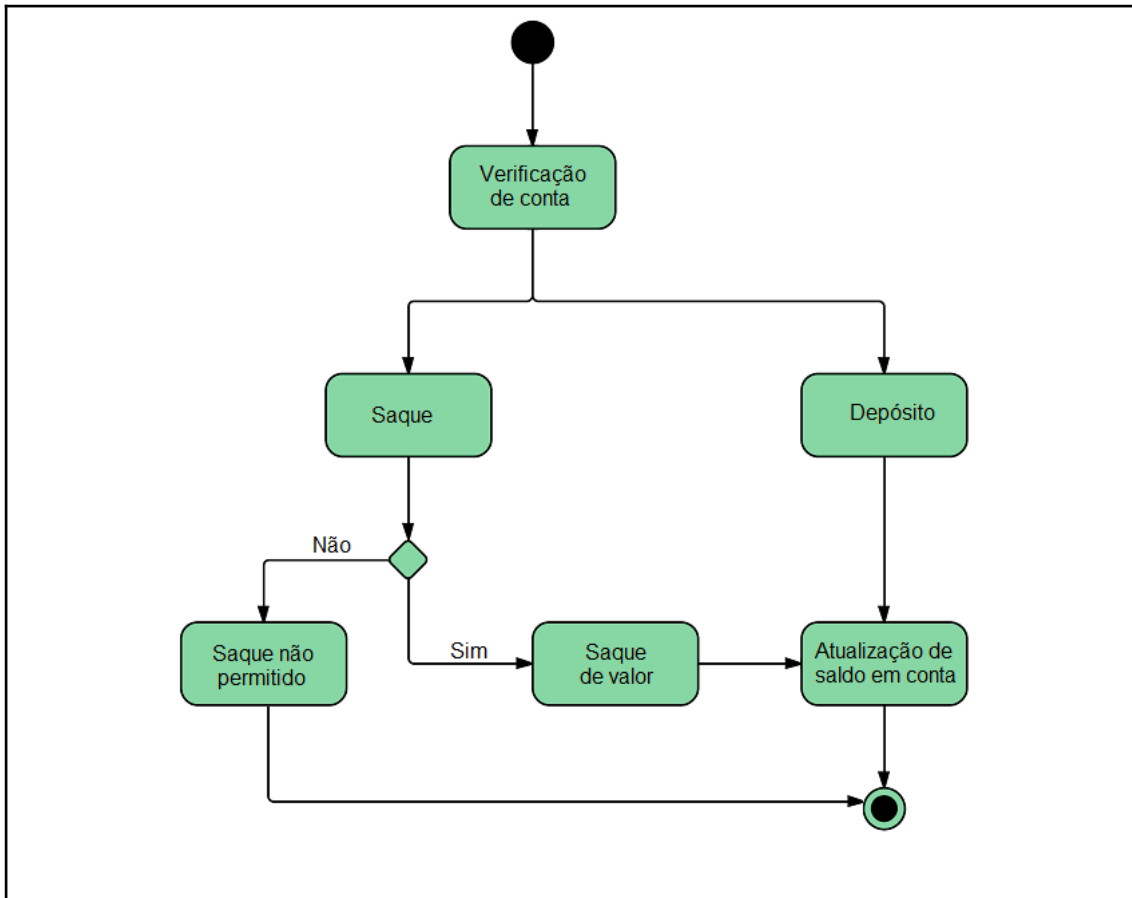 Verificação
de conta
Saque
Depósito
Não
Sim
Saque não
permitido
Saque
de valor
Atualização de
saldo em conta